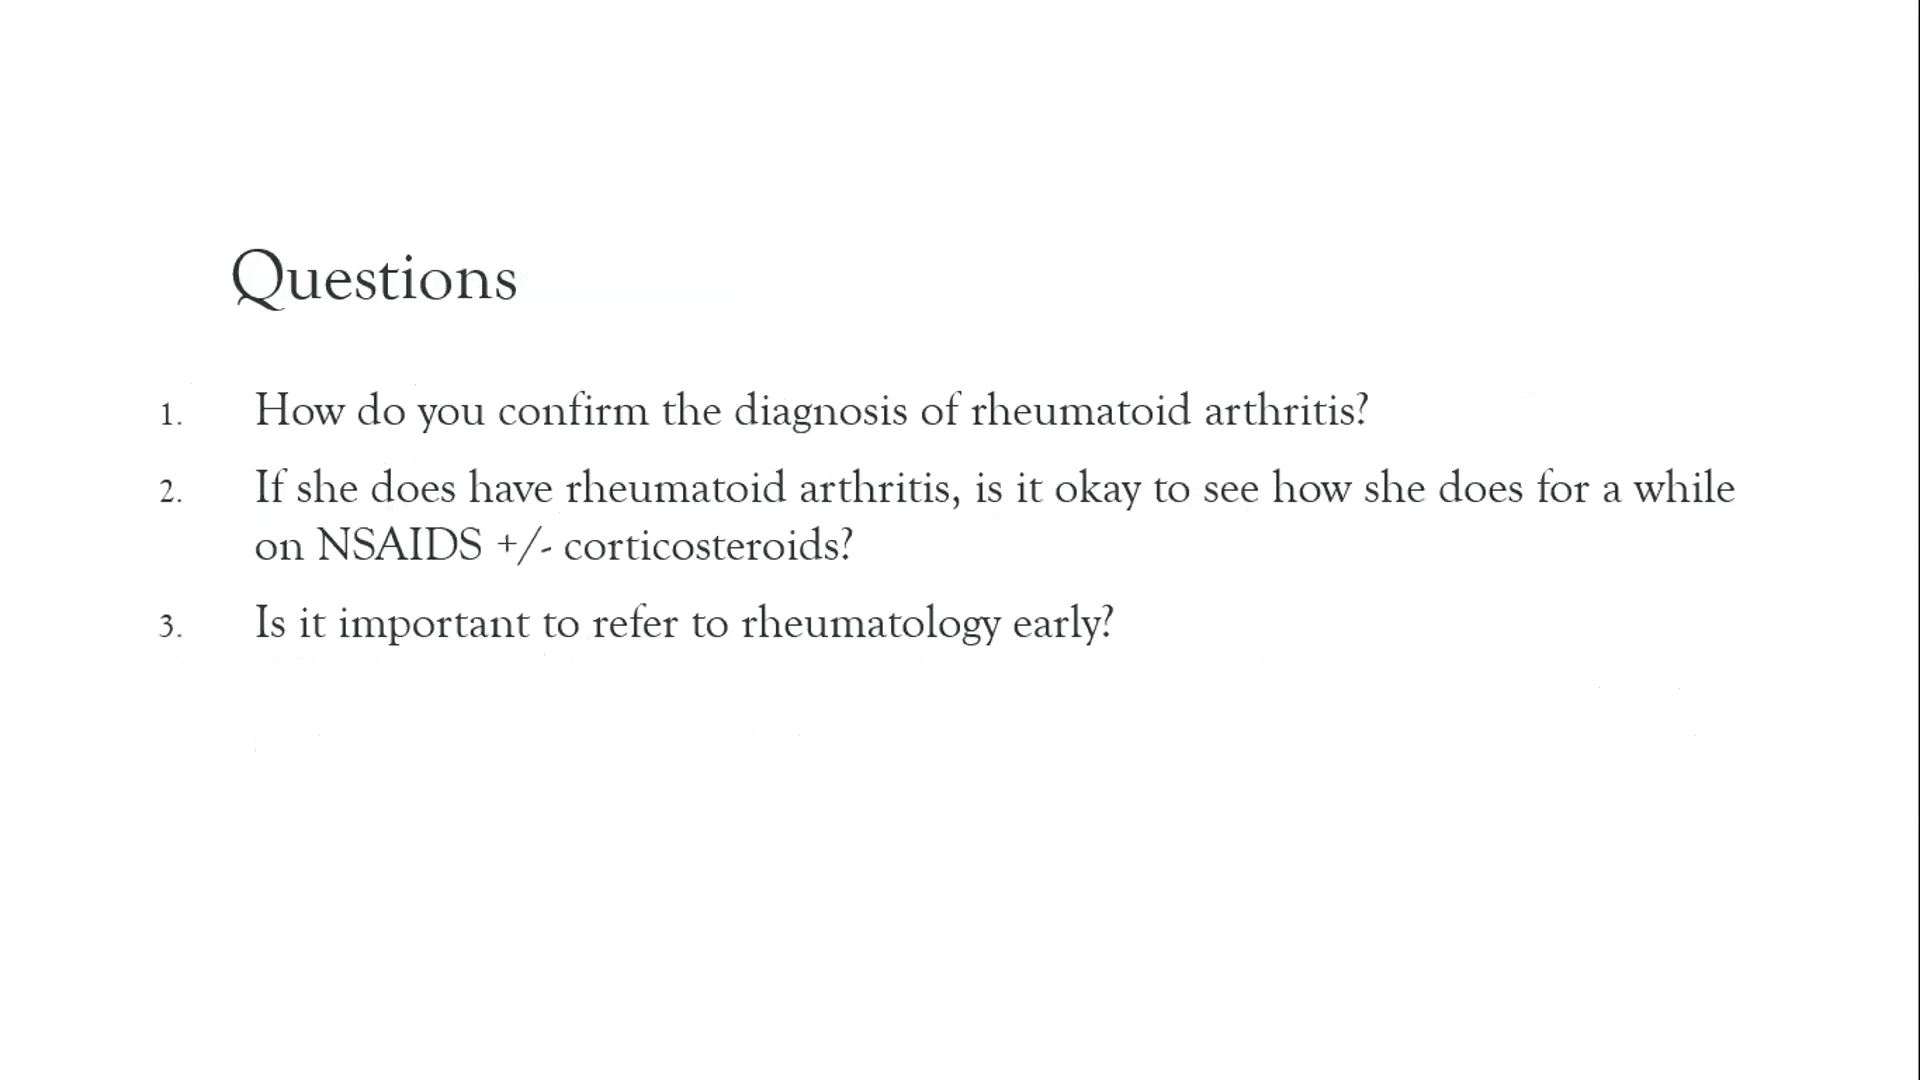 Questions
1. How do you confirm the diagnosis of rheumatoid arthritis?
2. If she does have rheumatoid arthritis, is it okay to see how she does for a while
on NSAIDS +/- corticosteroids?
3. Is it important to refer to rheumatology early?